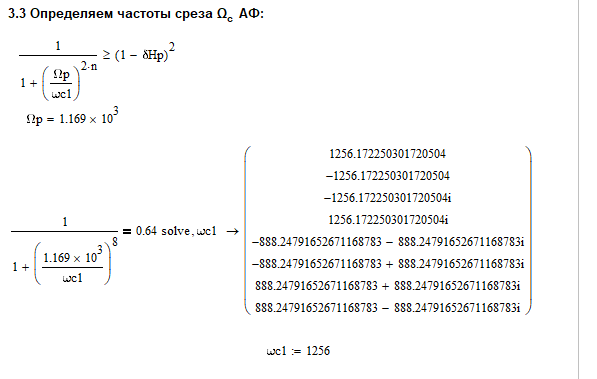 3.3 Определяем частоты среза Ωc АФ:
1 / (1 + (Ωp / ωc1)^(2·n)) ≥ (1 − δHp)^2
Ωp = 1.169 × 10^3
1 / (1 + (1.169 × 10^3 / ωc1)^8) = 0.64 solve, ωc1 →
1256.172250301720504
−1256.172250301720504
−1256.172250301720504i
1256.172250301720504i
−888.24791652671168783 − 888.24791652671168783i
−888.24791652671168783 + 888.24791652671168783i
888.24791652671168783 + 888.24791652671168783i
888.24791652671168783 − 888.24791652671168783i
ωc1 := 1256